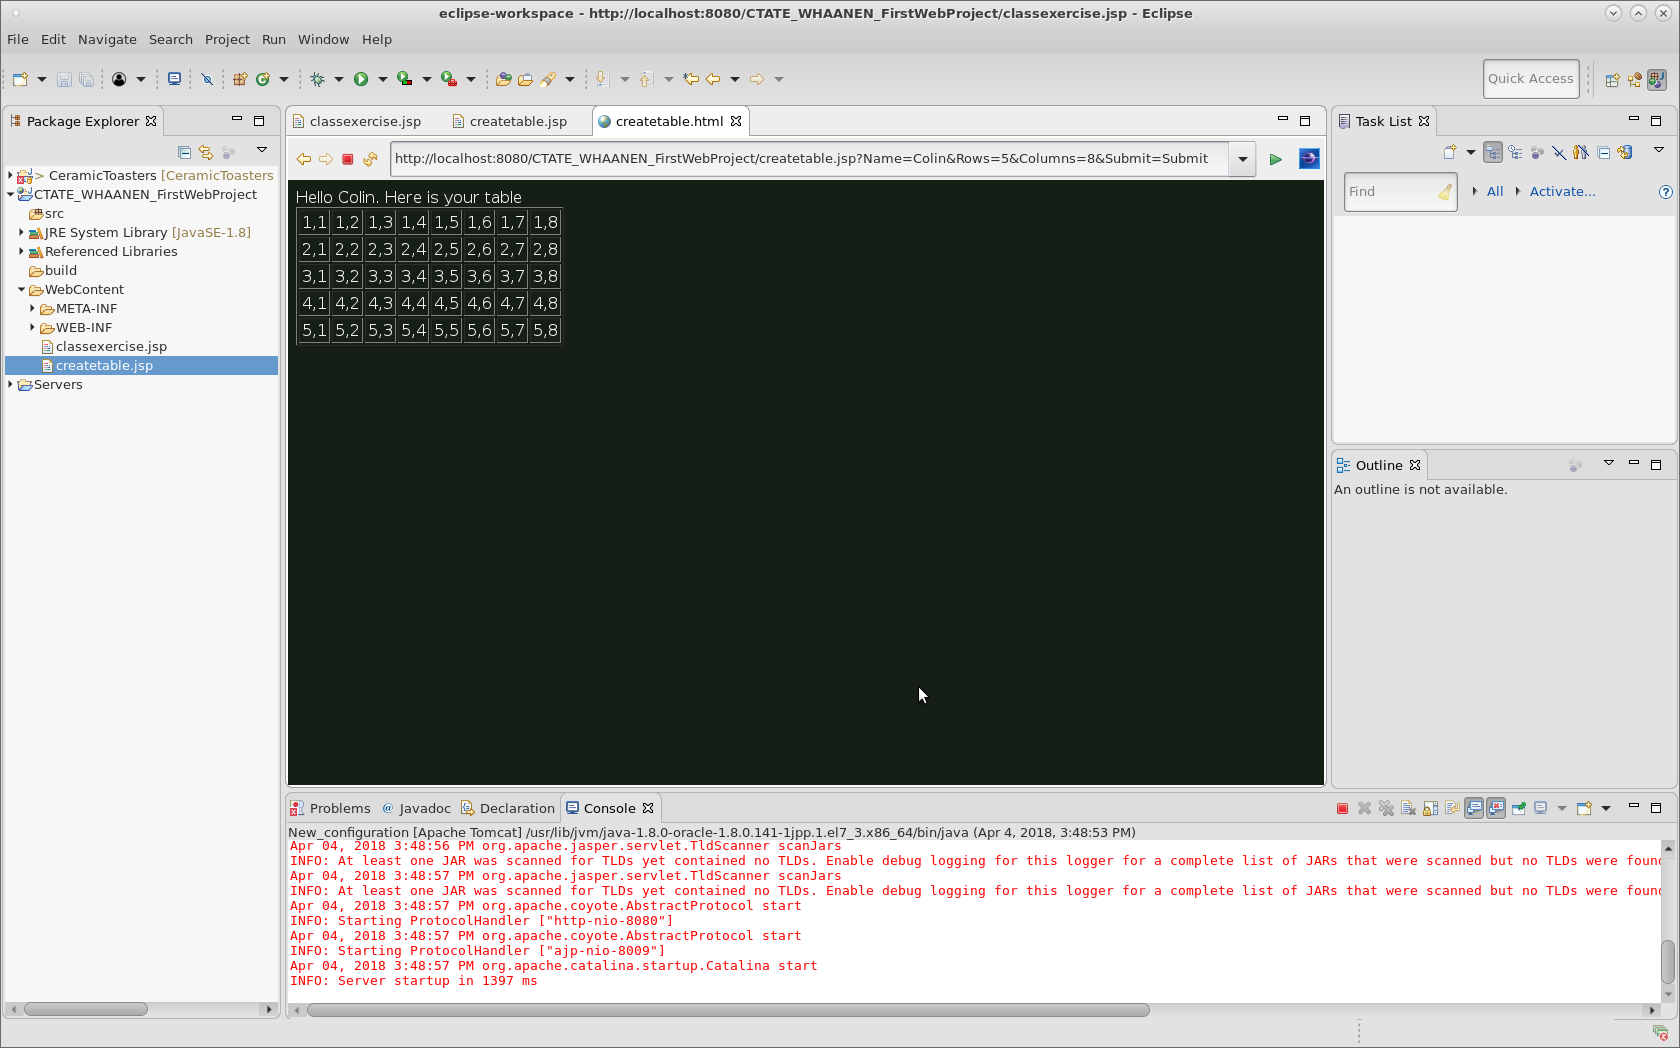 eclipse-workspace - http://localhost:8080/CTATE_WHAANEN_FirstWebProject/classexercise.jsp - Eclipse
File Edit Navigate Search Project Run Window Help
Quick Access
Package Explorer
> CeramicToasters [CeramicToasters
CTATE_WHAANEN_FirstWebProject
src
JRE System Library [JavaSE-1.8]
Referenced Libraries
build
WebContent
META-INF
WEB-INF
classexercise.jsp
createtable.jsp
Servers
classexercise.jsp createtable.jsp createtable.html
http://localhost:8080/CTATE_WHAANEN_FirstWebProject/createtable.jsp?Name=Colin&Rows=5&Columns=8&Submit=Submit
Hello Colin. Here is your table
1,1 1,2 1,3 1,4 1,5 1,6 1,7 1,8
2,1 2,2 2,3 2,4 2,5 2,6 2,7 2,8
3,1 3,2 3,3 3,4 3,5 3,6 3,7 3,8
4,1 4,2 4,3 4,4 4,5 4,6 4,7 4,8
5,1 5,2 5,3 5,4 5,5 5,6 5,7 5,8
Task List
Find All Activate...
Outline
An outline is not available.
Problems @ Javadoc Declaration Console
New_configuration [Apache Tomcat] /usr/lib/jvm/java-1.8.0-oracle-1.8.0.141-1jpp.1.el7_3.x86_64/bin/java (Apr 4, 2018, 3:48:53 PM)
Apr 04, 2018 3:48:56 PM org.apache.jasper.servlet.TldScanner scanJars
INFO: At least one JAR was scanned for TLDs yet contained no TLDs. Enable debug logging for this logger for a complete list of JARs that were scanned but no TLDs were found
Apr 04, 2018 3:48:57 PM org.apache.jasper.servlet.TldScanner scanJars
INFO: At least one JAR was scanned for TLDs yet contained no TLDs. Enable debug logging for this logger for a complete list of JARs that were scanned but no TLDs were found
Apr 04, 2018 3:48:57 PM org.apache.coyote.AbstractProtocol start
INFO: Starting ProtocolHandler ["http-nio-8080"]
Apr 04, 2018 3:48:57 PM org.apache.coyote.AbstractProtocol start
INFO: Starting ProtocolHandler ["ajp-nio-8009"]
Apr 04, 2018 3:48:57 PM org.apache.catalina.startup.Catalina start
INFO: Server startup in 1397 ms